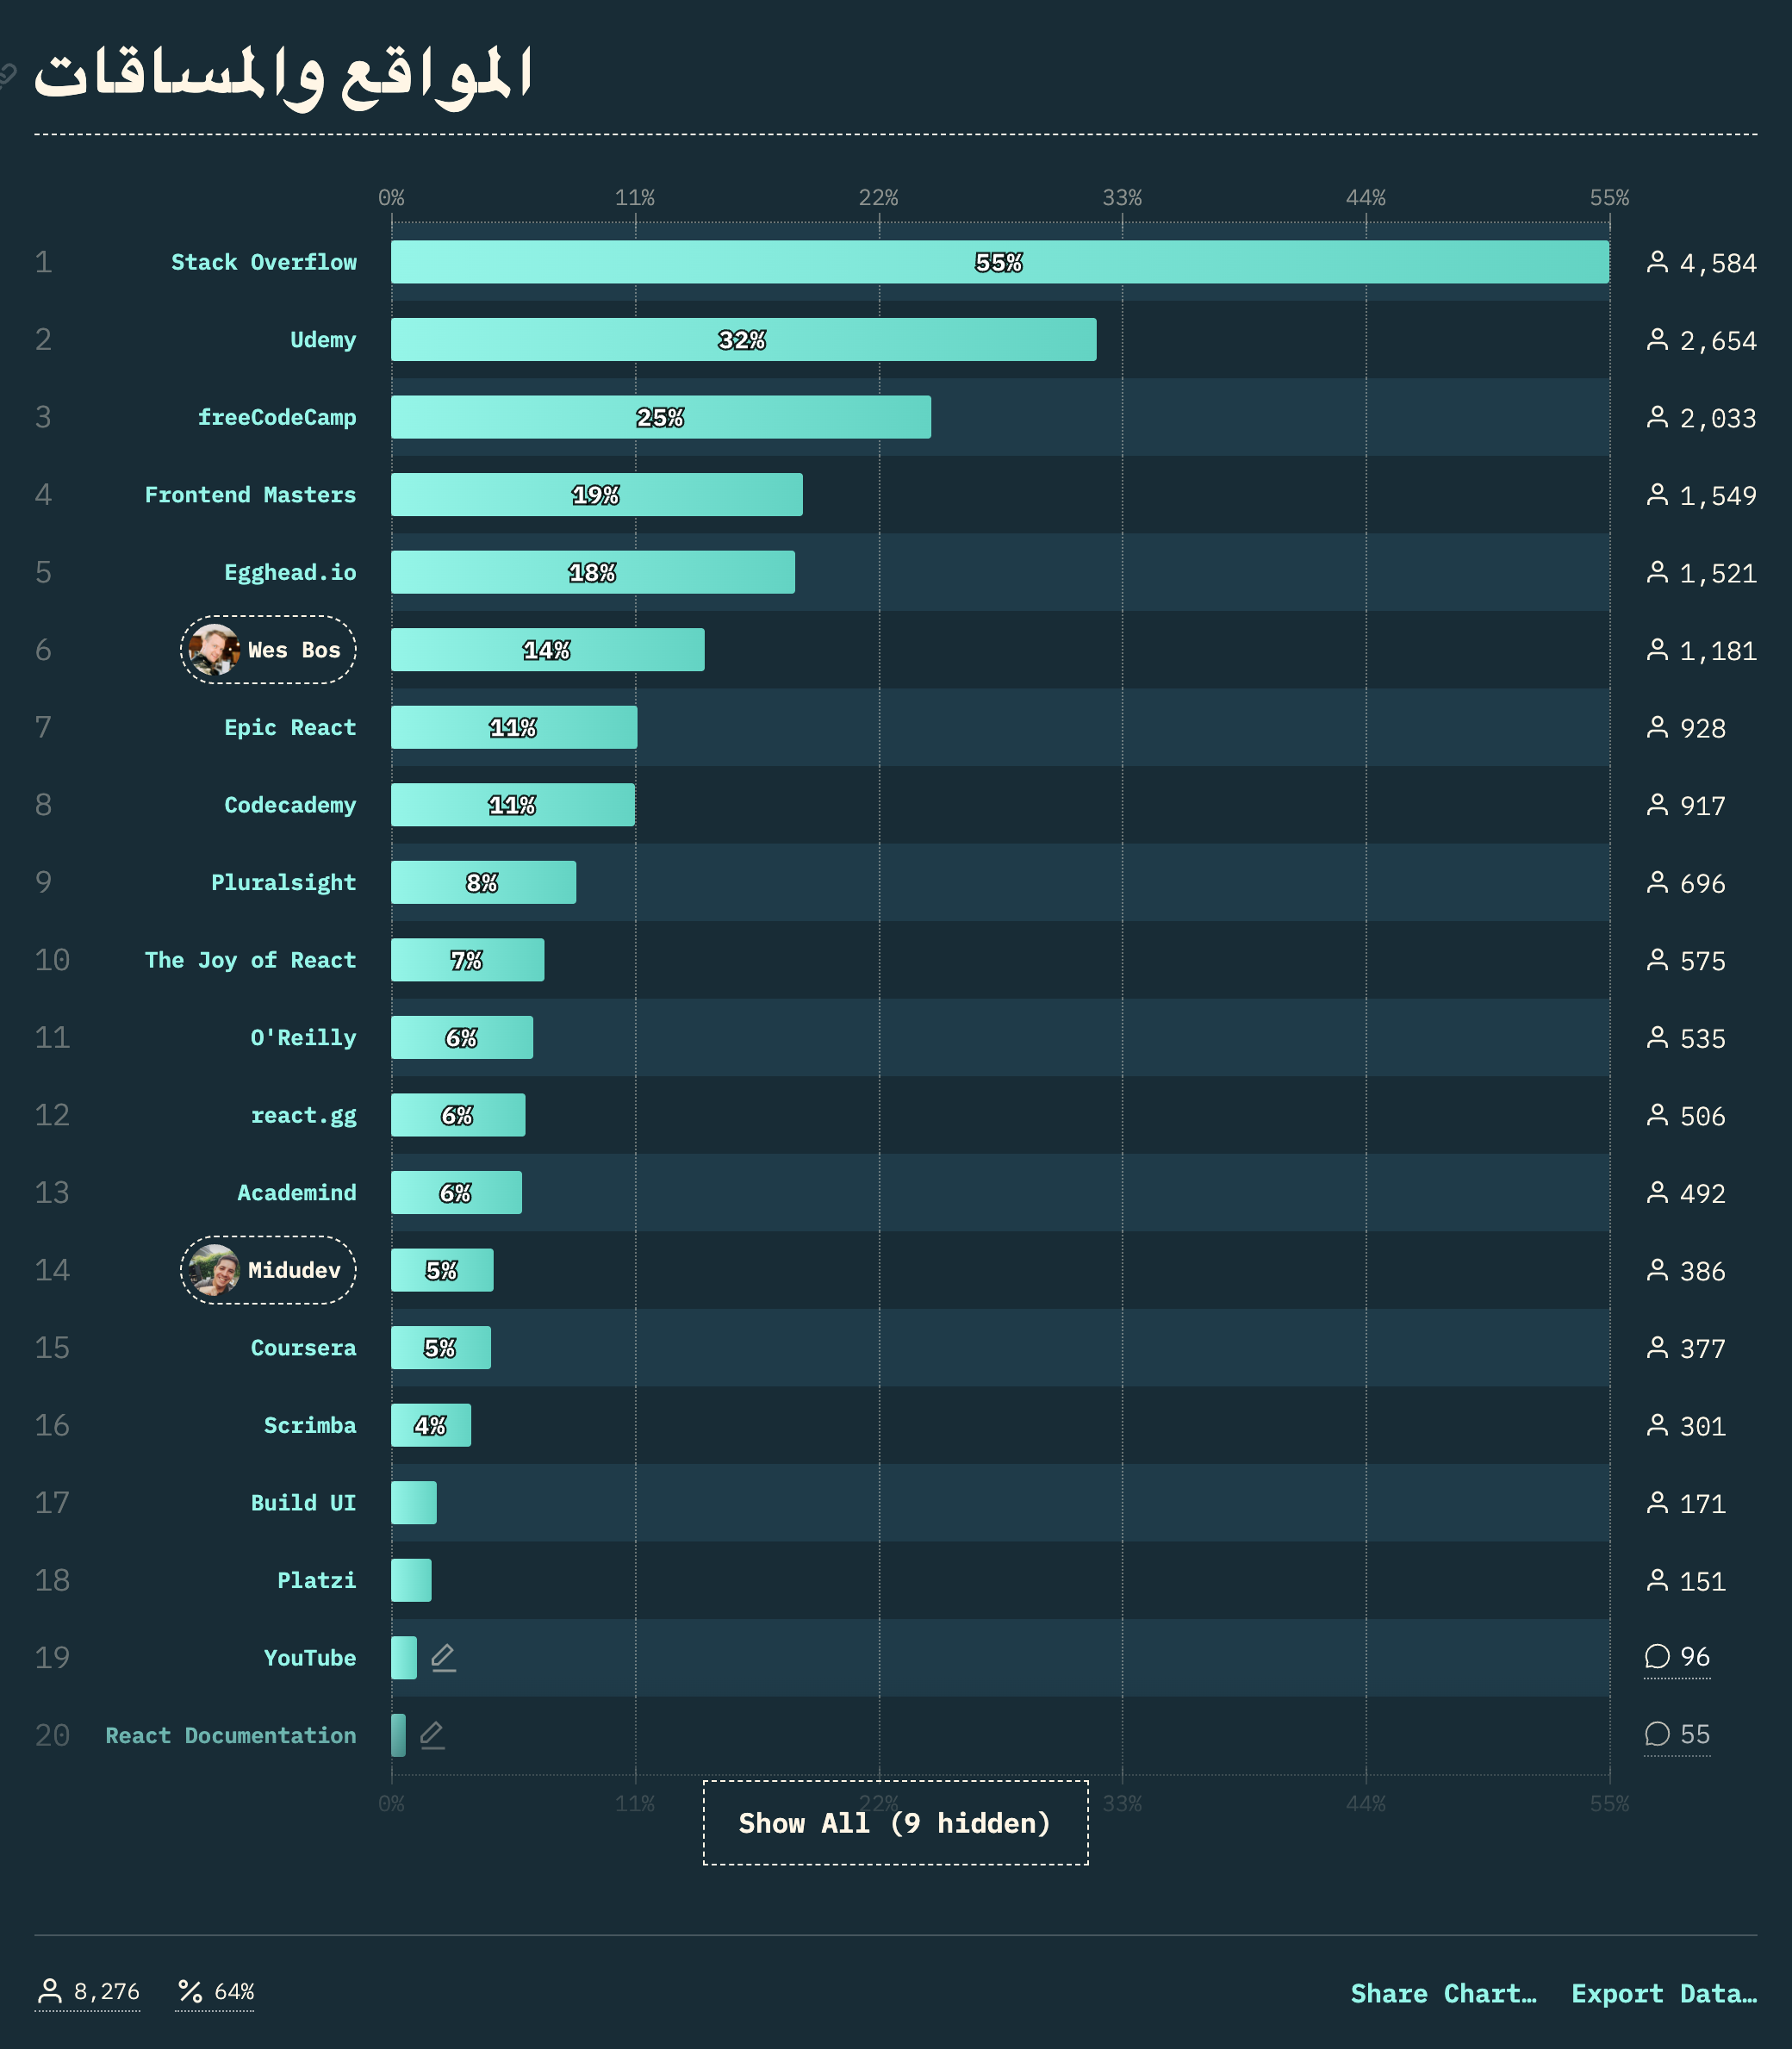 المواقع والمساقات
0% 11% 22% 33% 44% 55%
1 Stack Overflow 55% 4,584
2 Udemy 32% 2,654
3 freeCodeCamp 25% 2,033
4 Frontend Masters 19% 1,549
5 Egghead.io 18% 1,521
6 Wes Bos 14% 1,181
7 Epic React 11% 928
8 Codecademy 11% 917
9 Pluralsight 8% 696
10 The Joy of React 7% 575
11 O'Reilly 6% 535
12 react.gg 6% 506
13 Academind 6% 492
14 Midudev 5% 386
15 Coursera 5% 377
16 Scrimba 4% 301
17 Build UI 171
18 Platzi 151
19 YouTube 96
20 React Documentation 55
0% 11% 22% 33% 44% 55%
Show All (9 hidden)
8,276 64% Share Chart… Export Data…